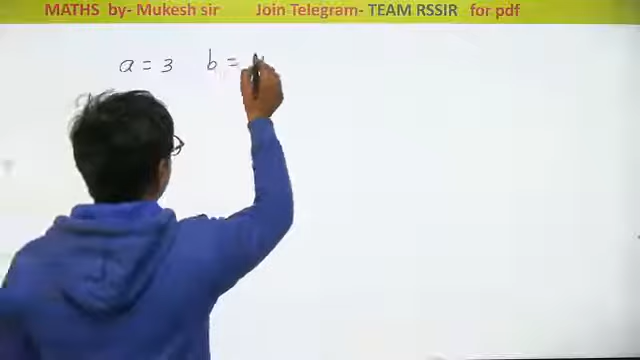 MATHS by- Mukesh sir Join Telegram- TEAM RSSIR for pdf
a = 3 b =